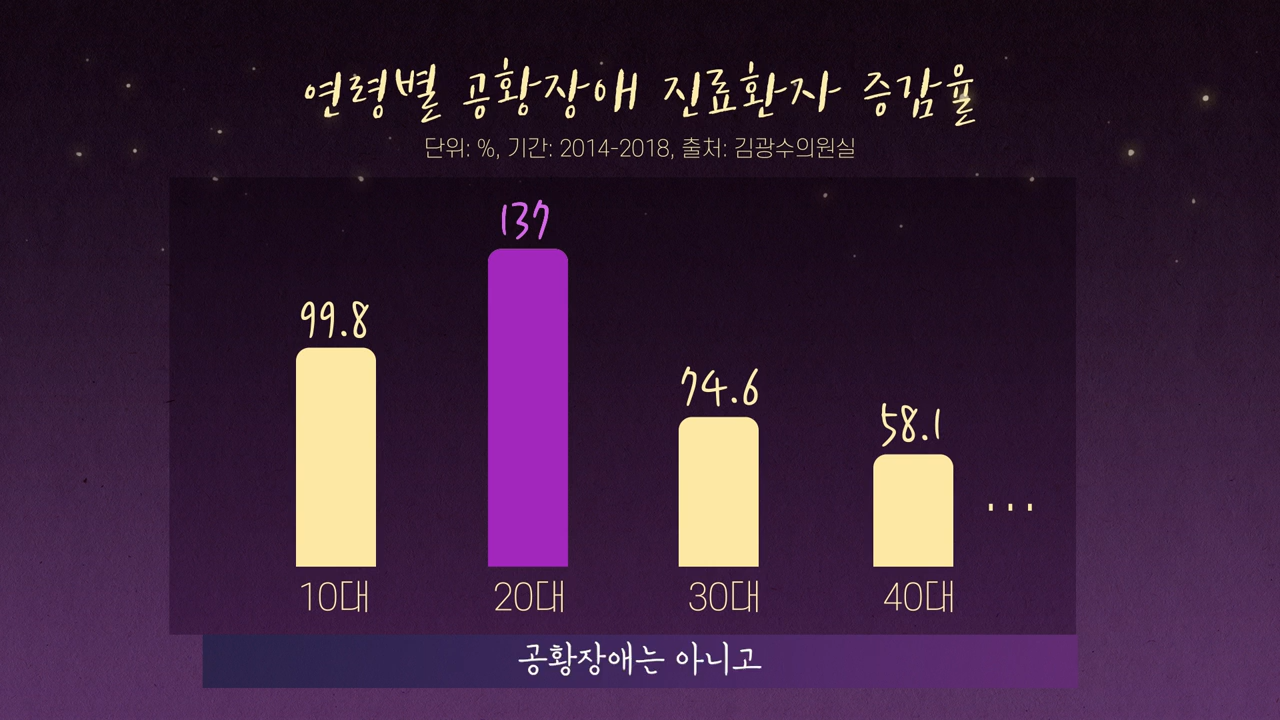 연령별 공황장애 진료환자 증감율
단위: %, 기간: 2014-2018, 출처: 김광수의원실
137
99.8
74.6
58.1
...
10대 20대 30대 40대
공황장애는 아니고